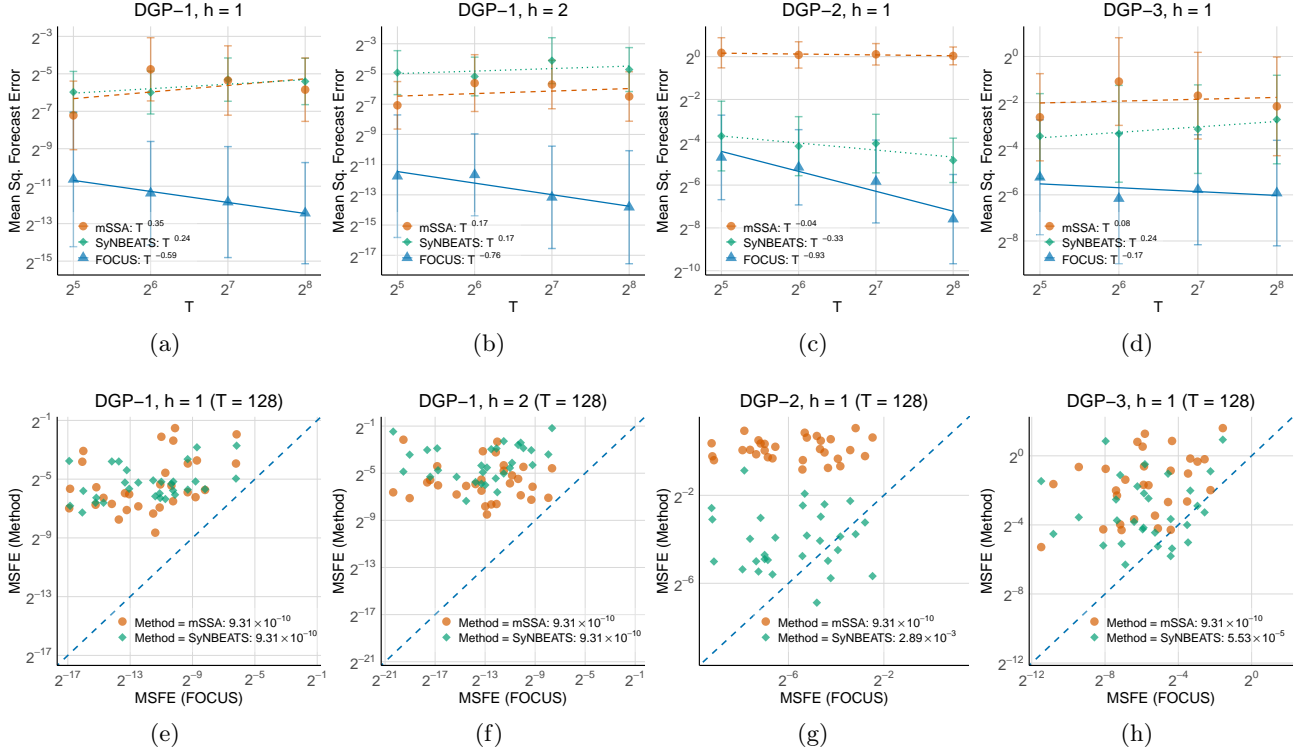 DGP−1, h = 1
Mean Sq. Forecast Error
2^−3
2^−5
2^−7
2^−9
2^−11
2^−13
2^−15
mSSA: T^0.35
SyNBEATS: T^0.24
FOCUS: T^−0.59
2^5 2^6 2^7 2^8
T
(a)
DGP−1, h = 2
Mean Sq. Forecast Error
2^−3
2^−5
2^−7
2^−9
2^−12
2^−14
2^−17
mSSA: T^0.17
SyNBEATS: T^0.17
FOCUS: T^−0.76
2^5 2^6 2^7 2^8
T
(b)
DGP−2, h = 1
Mean Sq. Forecast Error
2^0
2^−2
2^−4
2^−6
2^−8
2^−10
mSSA: T^−0.04
SyNBEATS: T^−0.33
FOCUS: T^−0.93
2^5 2^6 2^7 2^8
T
(c)
DGP−3, h = 1
Mean Sq. Forecast Error
2^0
2^−2
2^−4
2^−6
2^−8
mSSA: T^0.08
SyNBEATS: T^0.24
FOCUS: T^−0.17
2^5 2^6 2^7 2^8
T
(d)
DGP−1, h = 1 (T = 128)
MSFE (Method)
2^−1
2^−5
2^−9
2^−13
2^−17
Method = mSSA: 9.31×10^−10
Method = SyNBEATS: 9.31×10^−10
2^−17 2^−13 2^−9 2^−5 2^−1
MSFE (FOCUS)
(e)
DGP−1, h = 2 (T = 128)
MSFE (Method)
2^−1
2^−5
2^−9
2^−13
2^−17
2^−21
Method = mSSA: 9.31×10^−10
Method = SyNBEATS: 9.31×10^−10
2^−21 2^−17 2^−13 2^−9 2^−5 2^−1
MSFE (FOCUS)
(f)
DGP−2, h = 1 (T = 128)
MSFE (Method)
2^−2
2^−6
Method = mSSA: 9.31×10^−10
Method = SyNBEATS: 2.89×10^−3
2^−6 2^−2
MSFE (FOCUS)
(g)
DGP−3, h = 1 (T = 128)
MSFE (Method)
2^0
2^−4
2^−8
2^−12
Method = mSSA: 9.31×10^−10
Method = SyNBEATS: 5.53×10^−5
2^−12 2^−8 2^−4 2^0
MSFE (FOCUS)
(h)